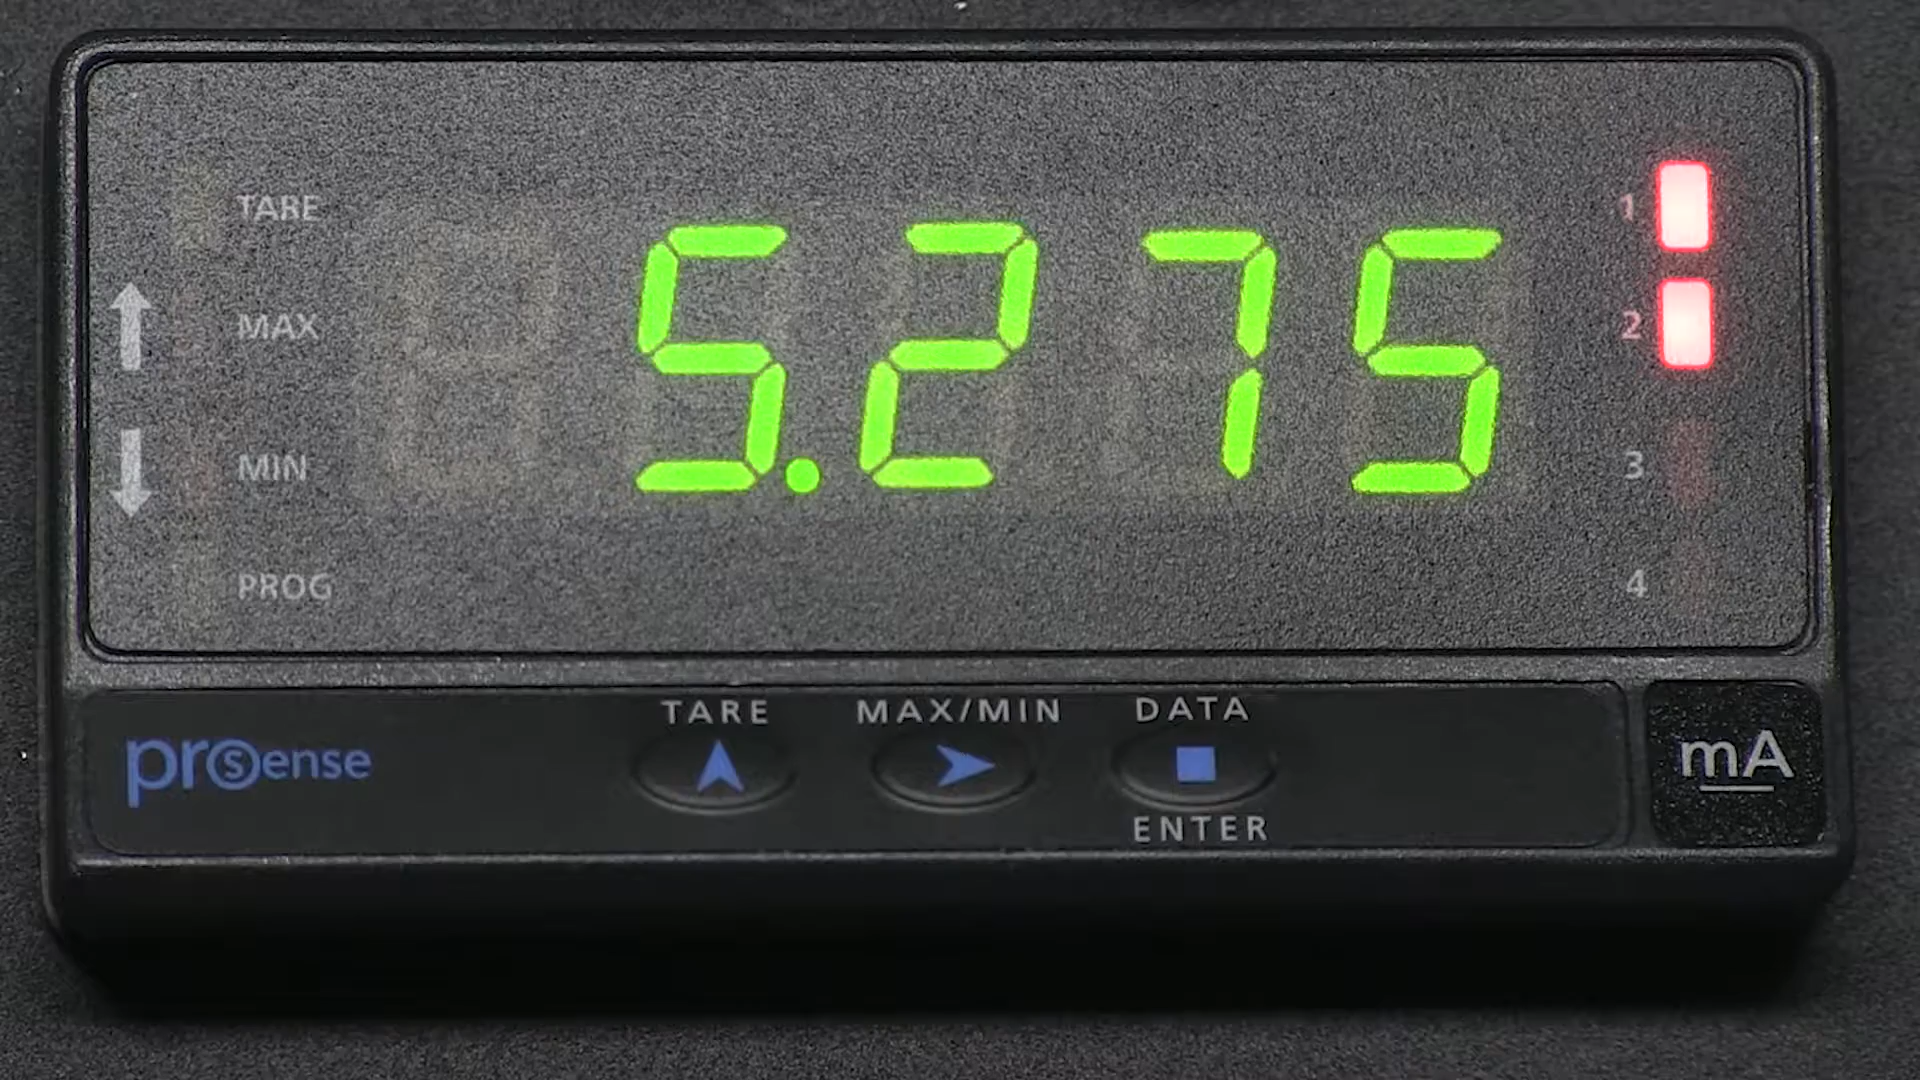 TARE
MAX
MIN
PROG
5.275
1
2
3
4
TARE MAX/MIN DATA
prosense
ENTER
mA